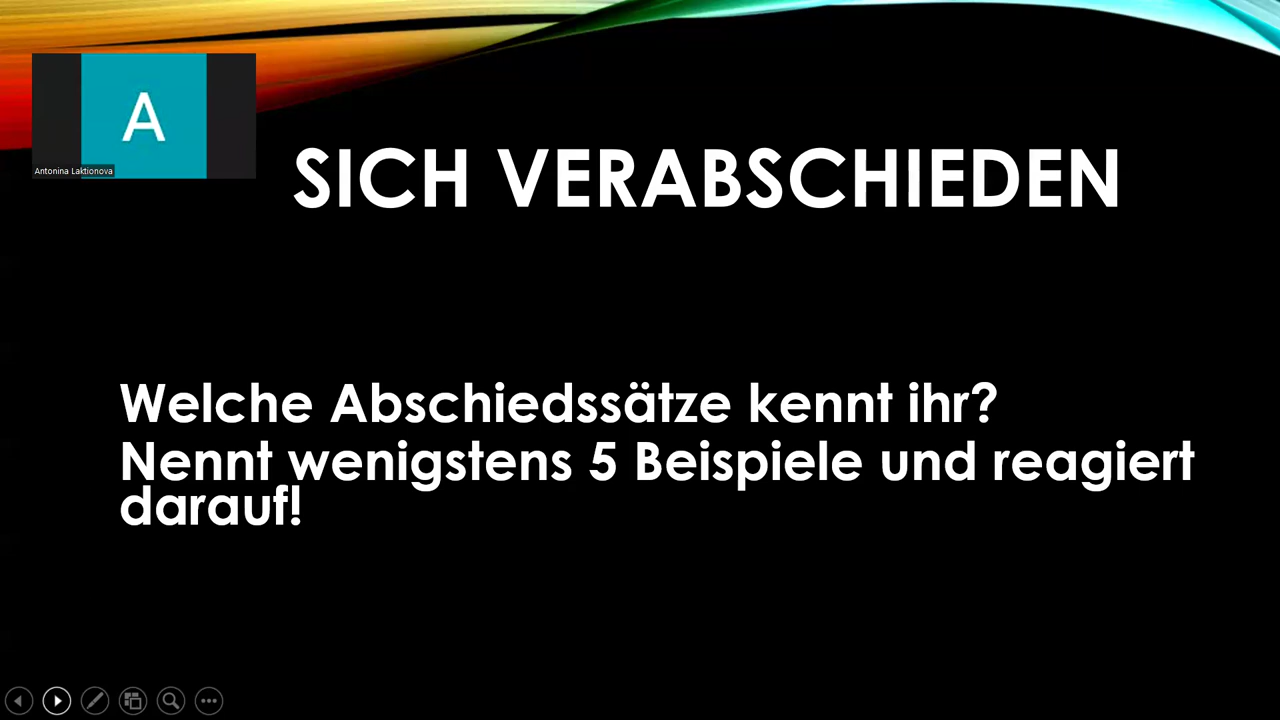 A
Antonina Laktionova
SICH VERABSCHIEDEN
Welche Abschiedssätze kennt ihr?
Nennt wenigstens 5 Beispiele und reagiert
darauf!